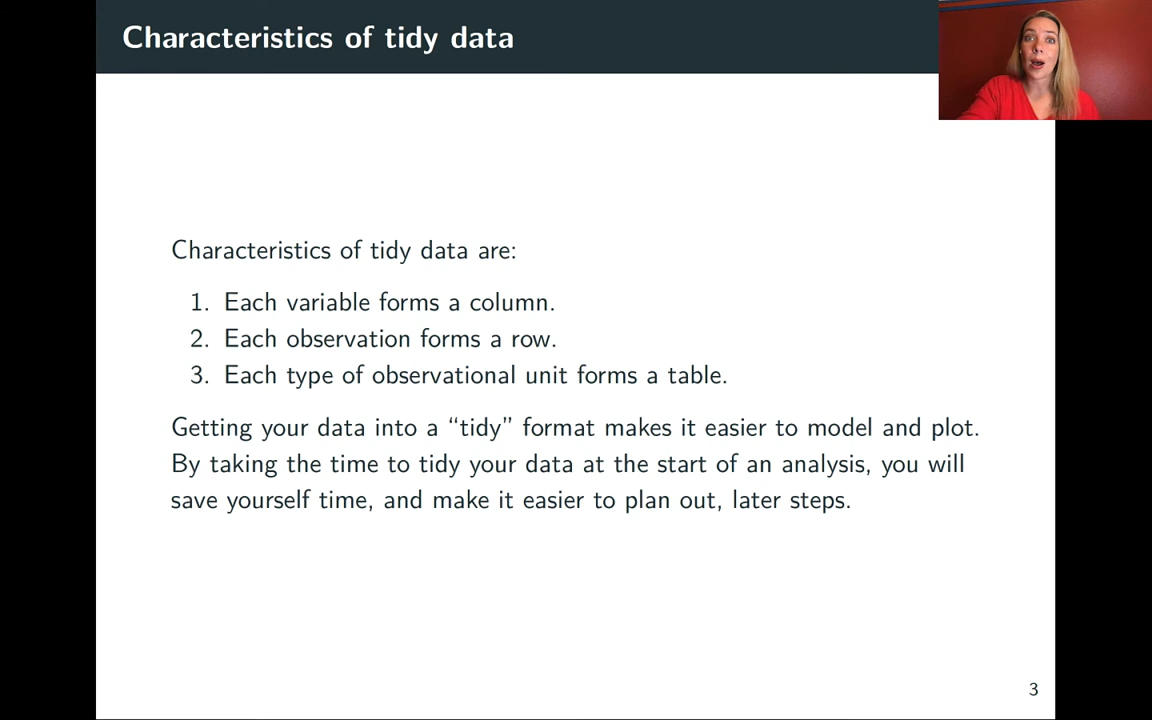 Characteristics of tidy data
Characteristics of tidy data are:
1. Each variable forms a column.
2. Each observation forms a row.
3. Each type of observational unit forms a table.
Getting your data into a “tidy” format makes it easier to model and plot.
By taking the time to tidy your data at the start of an analysis, you will
save yourself time, and make it easier to plan out, later steps.
3